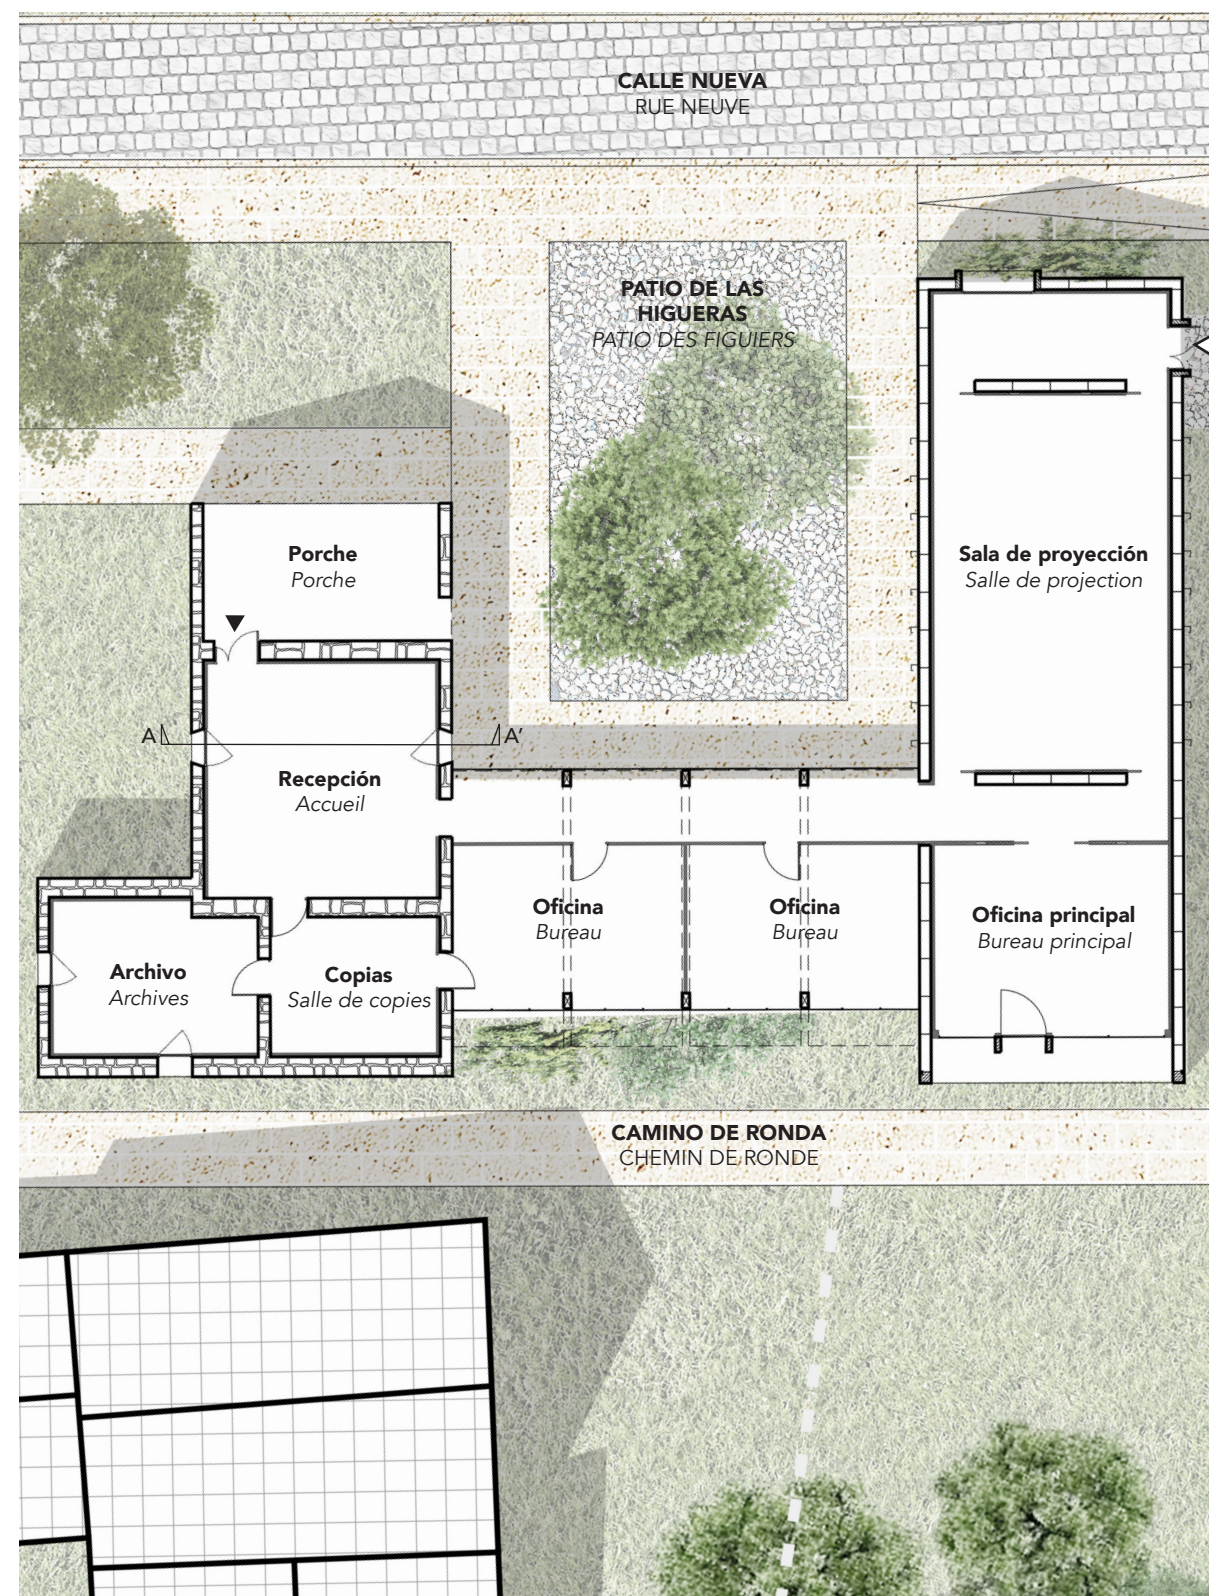 CALLE NUEVA
RUE NEUVE
PATIO DE LAS
HIGUERAS
PATIO DES FIGUIERS
Porche
Porche
Sala de proyección
Salle de projection
A
A'
Recepción
Accueil
Oficina
Bureau
Oficina
Bureau
Oficina principal
Bureau principal
Archivo
Archives
Copias
Salle de copies
CAMINO DE RONDA
CHEMIN DE RONDE